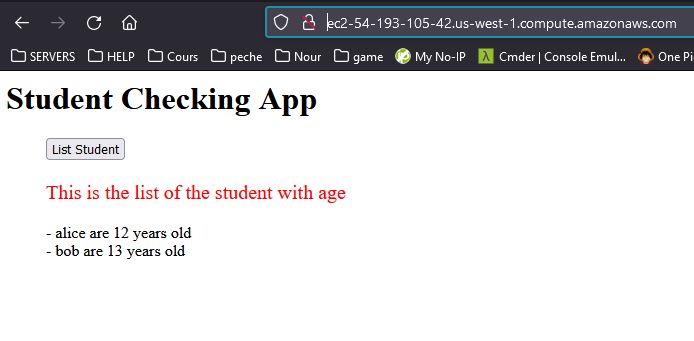 ec2-54-193-105-42.us-west-1.compute.amazonaws.com
SERVERS HELP Cours peche Nour game My No-IP Cmder | Console Emul... One Pi
Student Checking App
List Student
This is the list of the student with age
- alice are 12 years old
- bob are 13 years old